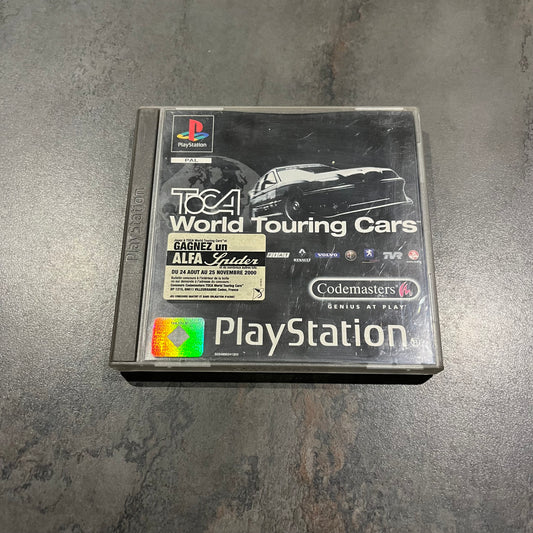 PlayStation
PlayStation
PAL
TOCA
World Touring Cars
GAGNEZ un
ALFA Spider
DU 24 AOUT AU 25 NOVEMBRE 2000
FIAT
RENAULT
VOLVO
TVR
Codemasters
GENIUS AT PLAY
PlayStation